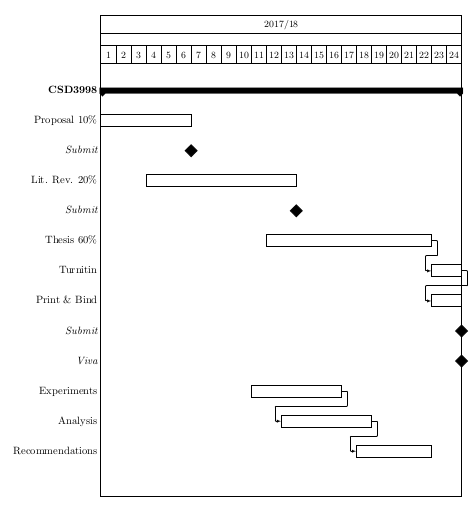 2017/18
1 2 3 4 5 6 7 8 9 10 11 12 13 14 15 16 17 18 19 20 21 22 23 24
CSD3998
Proposal 10%
Submit
Lit. Rev. 20%
Submit
Thesis 60%
Turnitin
Print & Bind
Submit
Viva
Experiments
Analysis
Recommendations